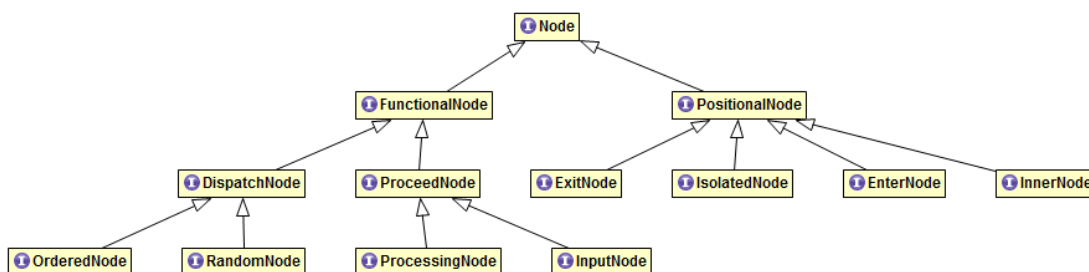 Node
FunctionalNode
PositionalNode
DispatchNode
ProceedNode
ExitNode
IsolatedNode
EnterNode
InnerNode
OrderedNode
RandomNode
ProcessingNode
InputNode